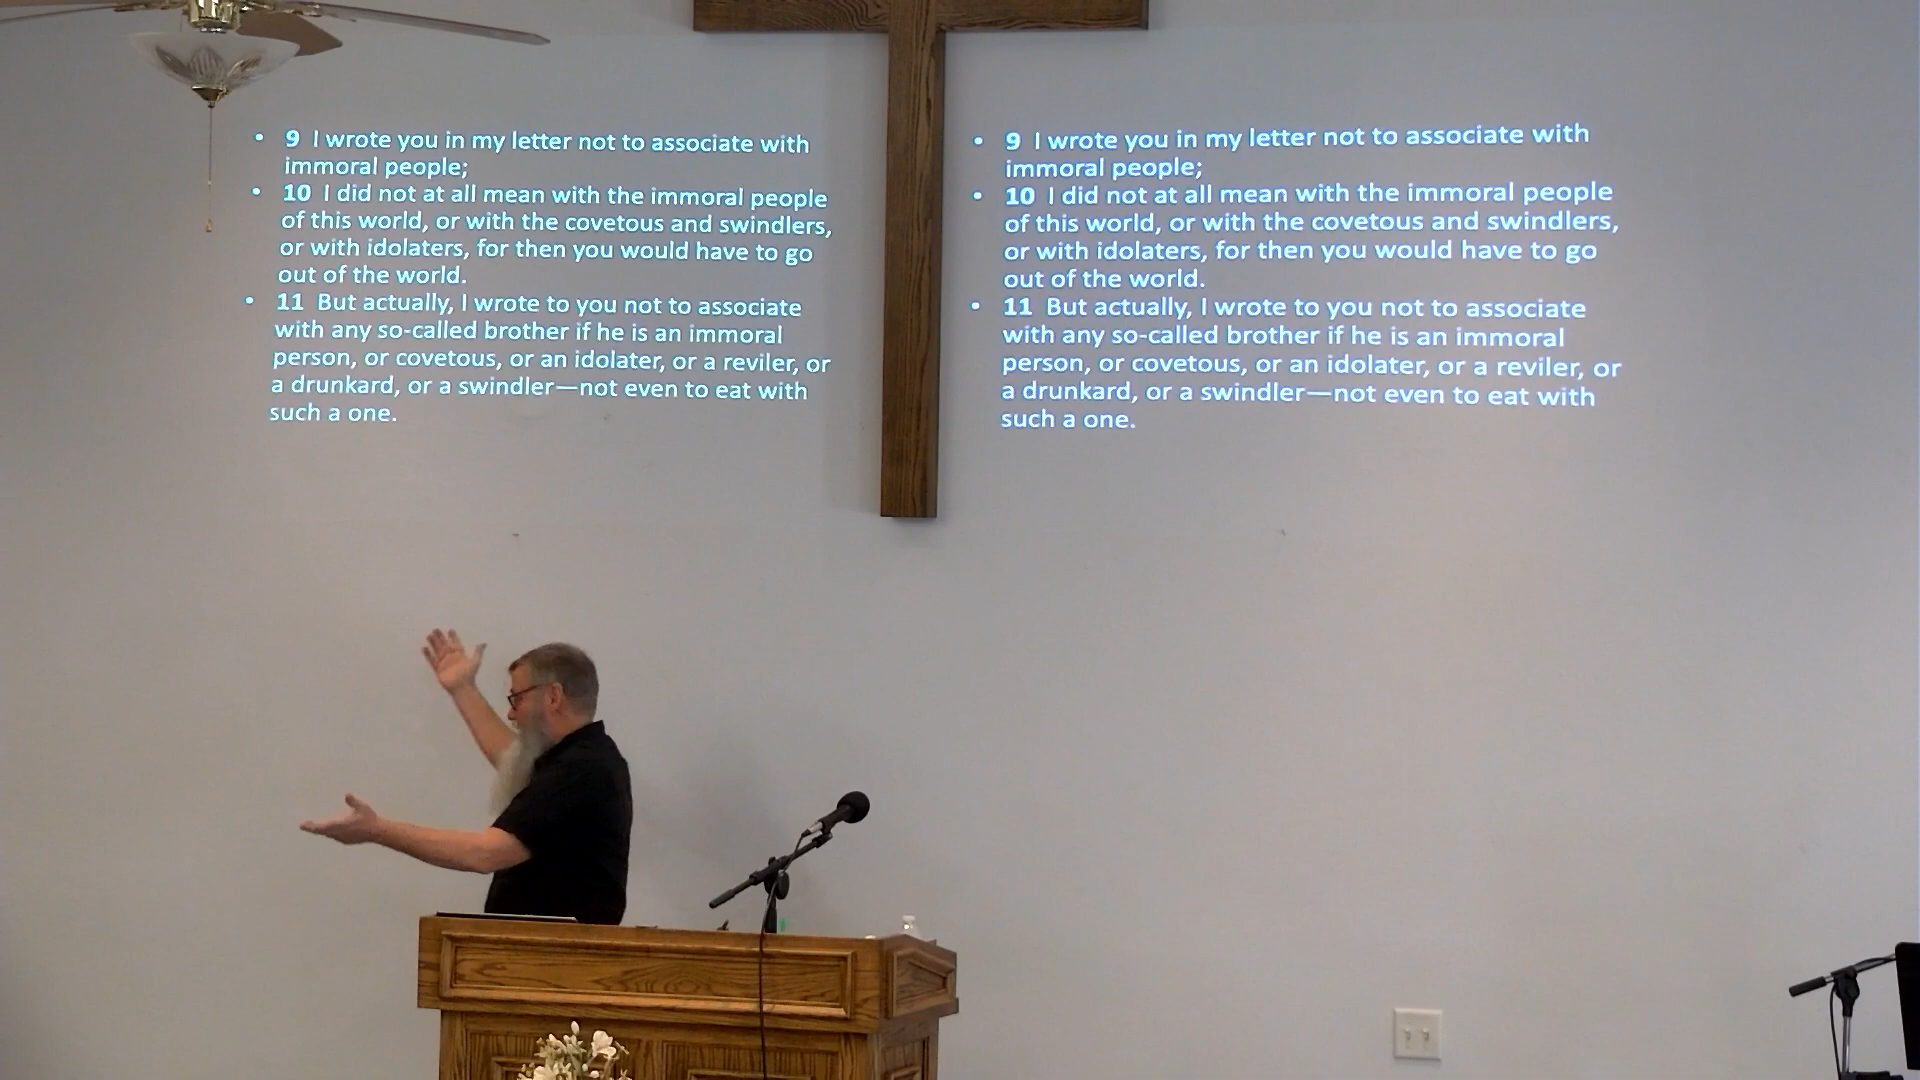 • 9 I wrote you in my letter not to associate with
immoral people;
• 10 I did not at all mean with the immoral people
of this world, or with the covetous and swindlers,
or with idolaters, for then you would have to go
out of the world.
• 11 But actually, I wrote to you not to associate
with any so-called brother if he is an immoral
person, or covetous, or an idolater, or a reviler, or
a drunkard, or a swindler—not even to eat with
such a one.
• 9 I wrote you in my letter not to associate with
immoral people;
• 10 I did not at all mean with the immoral people
of this world, or with the covetous and swindlers,
or with idolaters, for then you would have to go
out of the world.
• 11 But actually, I wrote to you not to associate
with any so-called brother if he is an immoral
person, or covetous, or an idolater, or a reviler, or
a drunkard, or a swindler—not even to eat with
such a one.